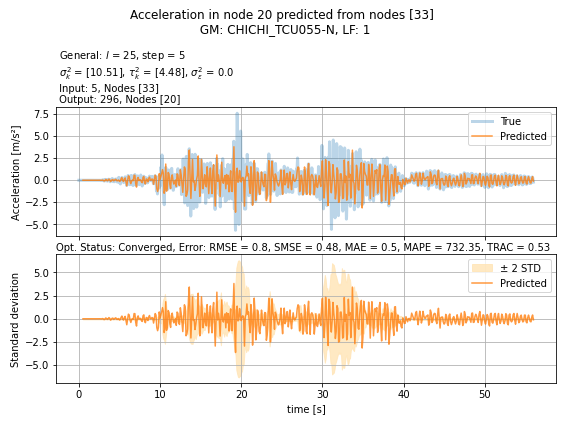 Acceleration in node 20 predicted from nodes [33]
GM: CHICHI_TCU055-N, LF: 1
General: l = 25, step = 5
σ²ₖ = [10.51], τ²ₖ = [4.48], σ²ε = 0.0
Input: 5, Nodes [33]
Output: 296, Nodes [20]
Acceleration [m/s²]
7.5
5.0
2.5
0.0
−2.5
−5.0
True
Predicted
Opt. Status: Converged, Error: RMSE = 0.8, SMSE = 0.48, MAE = 0.5, MAPE = 732.35, TRAC = 0.53
Standard deviation
5.0
2.5
0.0
−2.5
−5.0
± 2 STD
Predicted
0 10 20 30 40 50
time [s]